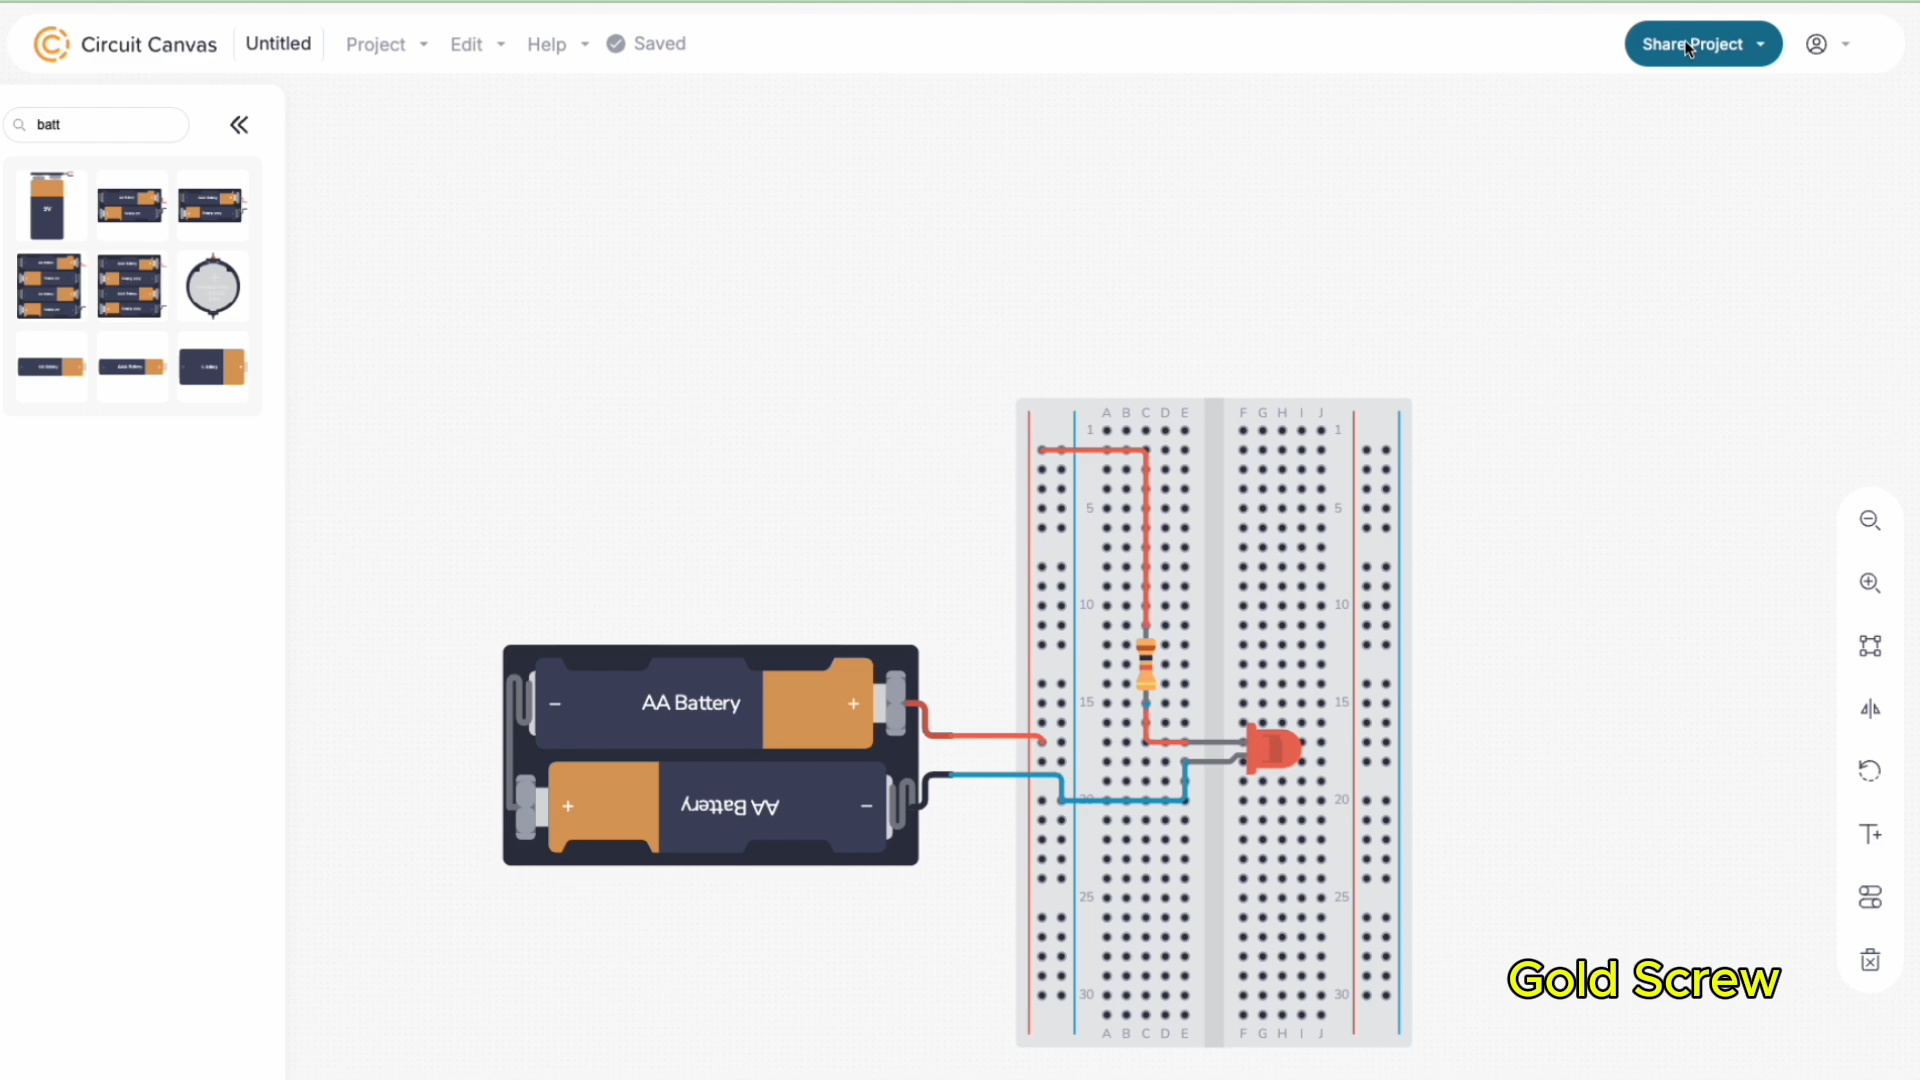 Circuit Canvas Untitled Project Edit Help Saved Share Project
batt
9V
A B C D E F G H I J
1 1
5 5
10 10
15 15
AA Battery
AA Battery
20 20
25 25
30 30
A B C D E F G H I J
Gold Screw